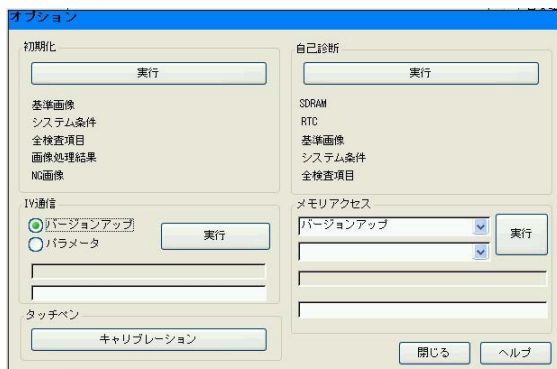 オプション
初期化
実行
基準画像
システム条件
全検査項目
画像処理結果
NG画像
自己診断
実行
SDRAM
RTC
基準画像
システム条件
全検査項目
IV通信
バージョンアップ
パラメータ
実行
メモリアクセス
バージョンアップ
実行
タッチペン
キャリブレーション
閉じる
ヘルプ